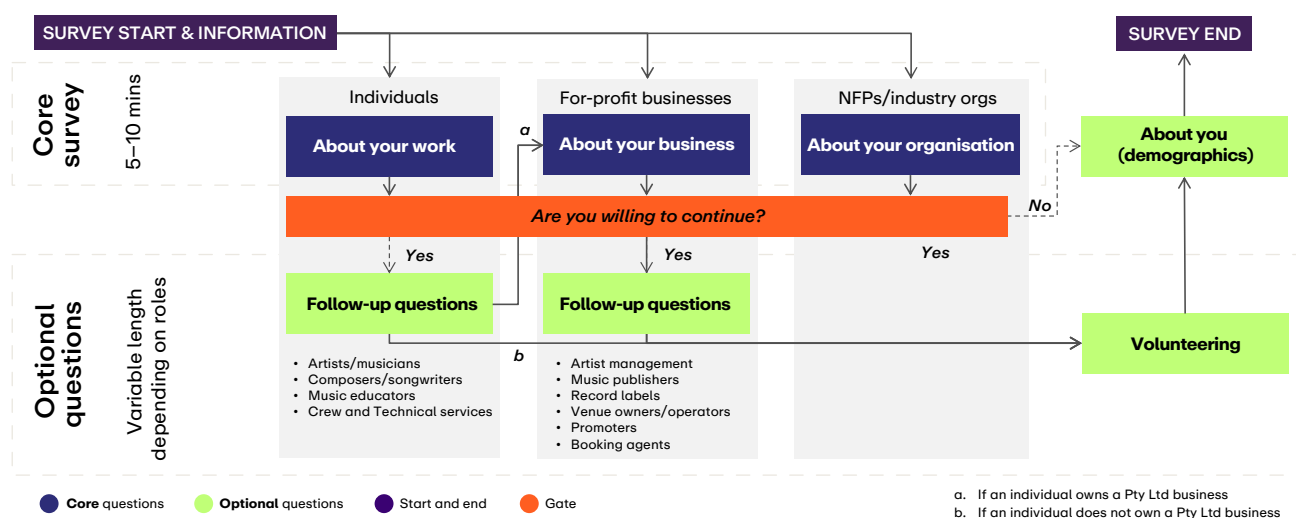 SURVEY START & INFORMATION
SURVEY END
Core
survey
5–10 mins
Individuals
For-profit businesses
NFPs/industry orgs
About your work
a
About your business
About your organisation
About you
(demographics)
Are you willing to continue?
No
Yes
Yes
Yes
Optional
questions
Variable length
depending on roles
Follow-up questions
Follow-up questions
Volunteering
b
• Artists/musicians
• Composers/songwriters
• Music educators
• Crew and Technical services
• Artist management
• Music publishers
• Record labels
• Venue owners/operators
• Promoters
• Booking agents
Core questions
Optional questions
Start and end
Gate
a. If an individual owns a Pty Ltd business
b. If an individual does not own a Pty Ltd business